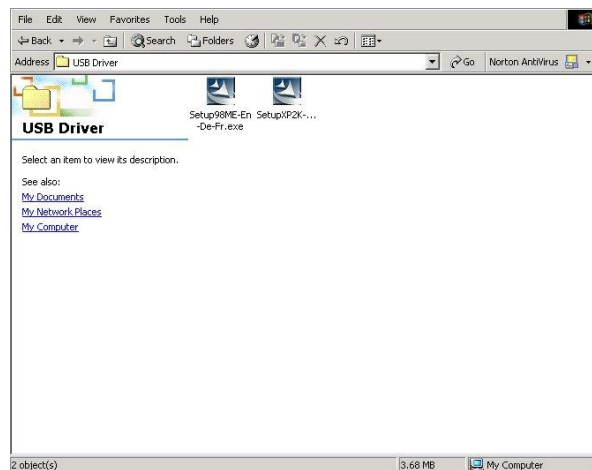 File Edit View Favorites Tools Help
Back Search Folders
Address USB Driver Go Norton AntiVirus
USB Driver
Select an item to view its description.
See also:
My Documents
My Network Places
My Computer
Setup98ME-En
-De-Fr.exe
SetupXP2K-...
2 object(s) 3.68 MB My Computer